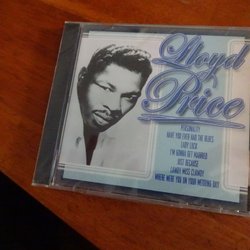 Lloyd
Price
PERSONALITY
HAVE YOU EVER HAD THE BLUES
LADY LUCK
I'M GONNA GET MARRIED
JUST BECAUSE
LAWDY MISS CLAWDY
WHERE WERE YOU ON YOUR WEDDING DAY